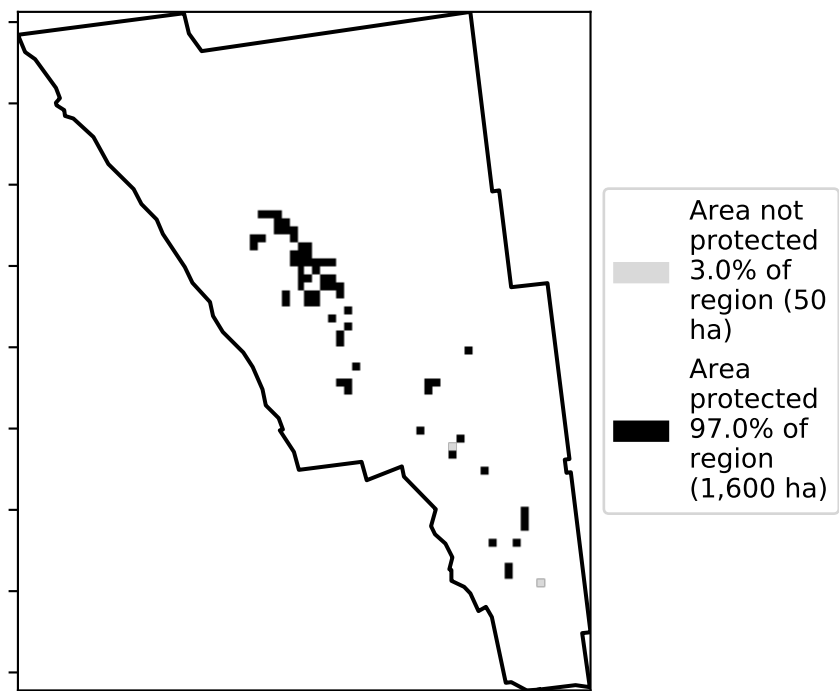 Area not
protected
3.0% of
region (50
ha)
Area
protected
97.0% of
region
(1,600 ha)